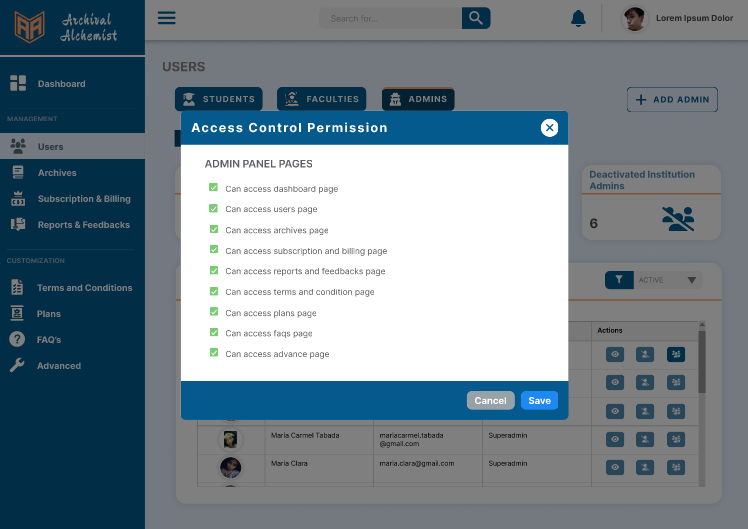 Archival
Alchemist
Search for...
Lorem Ipsum Dolor
Dashboard
MANAGEMENT
Users
Archives
Subscription & Billing
Reports & Feedbacks
CUSTOMIZATION
Terms and Conditions
Plans
FAQ's
Advanced
USERS
STUDENTS
FACULTIES
ADMINS
ADD ADMIN
Access Control Permission
ADMIN PANEL PAGES
Can access dashboard page
Can access users page
Can access archives page
Can access subscription and billing page
Can access reports and feedbacks page
Can access terms and condition page
Can access plans page
Can access faqs page
Can access advance page
Cancel
Save
Deactivated Institution
Admins
6
ACTIVE
Actions
Maria Carmel Tabada
mariacarmel.tabada
@gmail.com
Superadmin
Maria Clara
maria.clara@gmail.com
Superadmin